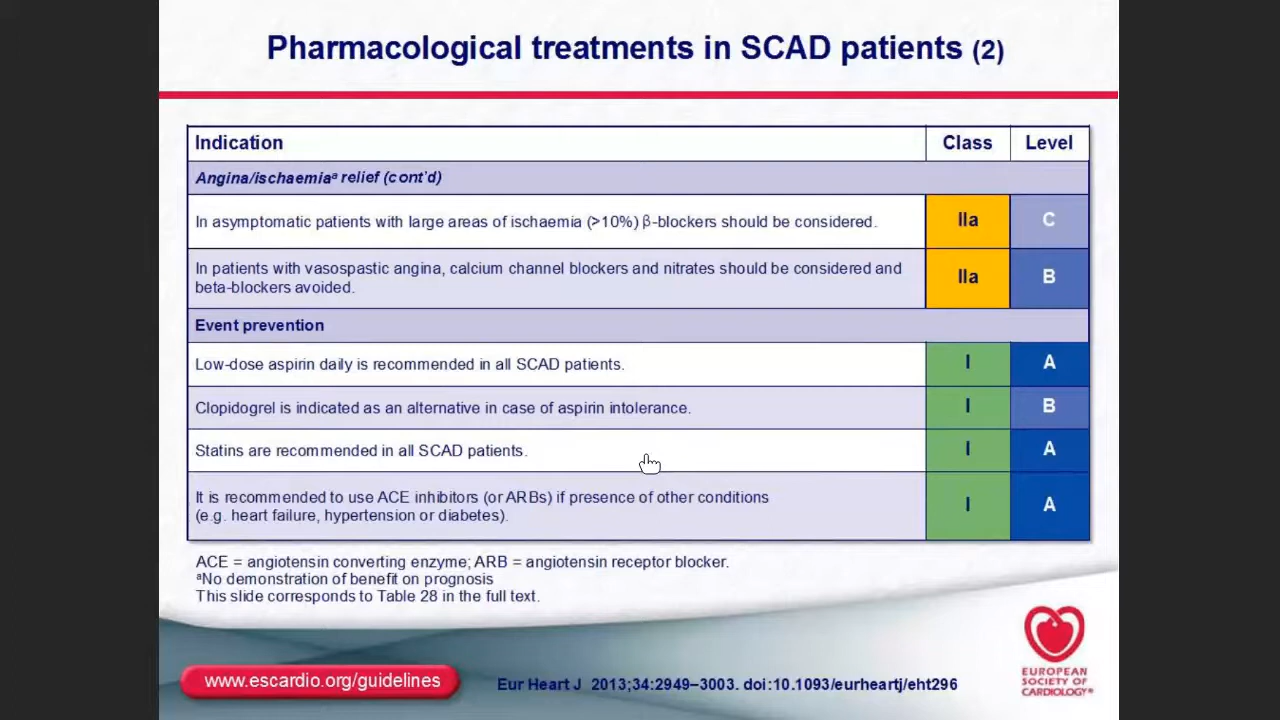 Pharmacological treatments in SCAD patients (2)
Indication Class Level
Angina/ischaemiaª relief (cont'd)
In asymptomatic patients with large areas of ischaemia (>10%) β-blockers should be considered. IIa C
In patients with vasospastic angina, calcium channel blockers and nitrates should be considered and
beta-blockers avoided. IIa B
Event prevention
Low-dose aspirin daily is recommended in all SCAD patients. I A
Clopidogrel is indicated as an alternative in case of aspirin intolerance. I B
Statins are recommended in all SCAD patients. I A
It is recommended to use ACE inhibitors (or ARBs) if presence of other conditions
(e.g. heart failure, hypertension or diabetes). I A
ACE = angiotensin converting enzyme; ARB = angiotensin receptor blocker.
ªNo demonstration of benefit on prognosis
This slide corresponds to Table 28 in the full text.
www.escardio.org/guidelines
Eur Heart J 2013;34:2949–3003. doi:10.1093/eurheartj/eht296
EUROPEAN
SOCIETY OF
CARDIOLOGY®